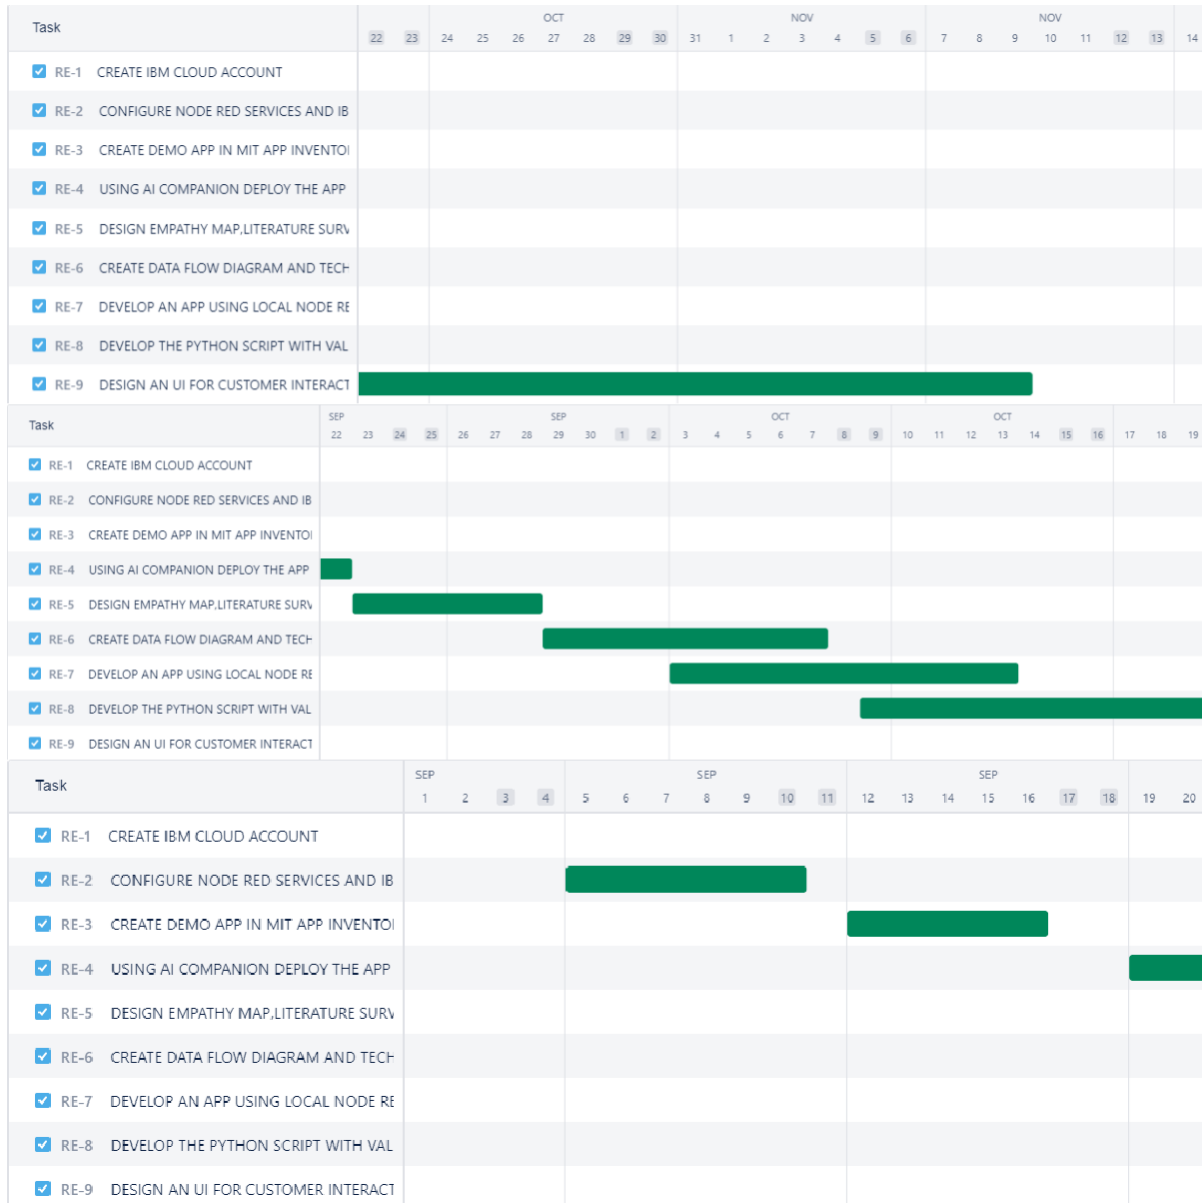 OCT NOV NOV
Task
22 23 24 25 26 27 28 29 30 31 1 2 3 4 5 6 7 8 9 10 11 12 13 14
RE-1 CREATE IBM CLOUD ACCOUNT
RE-2 CONFIGURE NODE RED SERVICES AND IB
RE-3 CREATE DEMO APP IN MIT APP INVENTO
RE-4 USING AI COMPANION DEPLOY THE APP
RE-5 DESIGN EMPATHY MAP,LITERATURE SURV
RE-6 CREATE DATA FLOW DIAGRAM AND TECH
RE-7 DEVELOP AN APP USING LOCAL NODE RE
RE-8 DEVELOP THE PYTHON SCRIPT WITH VAL
RE-9 DESIGN AN UI FOR CUSTOMER INTERACT
SEP SEP OCT OCT
Task
22 23 24 25 26 27 28 29 30 1 2 3 4 5 6 7 8 9 10 11 12 13 14 15 16 17 18 19
RE-1 CREATE IBM CLOUD ACCOUNT
RE-2 CONFIGURE NODE RED SERVICES AND IB
RE-3 CREATE DEMO APP IN MIT APP INVENTO
RE-4 USING AI COMPANION DEPLOY THE APP
RE-5 DESIGN EMPATHY MAP,LITERATURE SURV
RE-6 CREATE DATA FLOW DIAGRAM AND TECH
RE-7 DEVELOP AN APP USING LOCAL NODE RE
RE-8 DEVELOP THE PYTHON SCRIPT WITH VAL
RE-9 DESIGN AN UI FOR CUSTOMER INTERACT
SEP SEP SEP
Task
1 2 3 4 5 6 7 8 9 10 11 12 13 14 15 16 17 18 19 20
RE-1 CREATE IBM CLOUD ACCOUNT
RE-2 CONFIGURE NODE RED SERVICES AND IB
RE-3 CREATE DEMO APP IN MIT APP INVENTO
RE-4 USING AI COMPANION DEPLOY THE APP
RE-5 DESIGN EMPATHY MAP,LITERATURE SURV
RE-6 CREATE DATA FLOW DIAGRAM AND TECH
RE-7 DEVELOP AN APP USING LOCAL NODE RE
RE-8 DEVELOP THE PYTHON SCRIPT WITH VAL
RE-9 DESIGN AN UI FOR CUSTOMER INTERACT